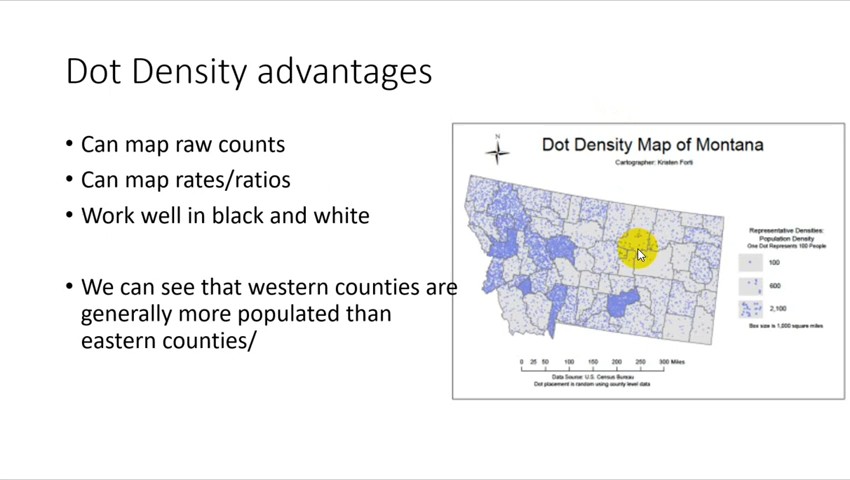 Dot Density advantages
• Can map raw counts
• Can map rates/ratios
• Work well in black and white
• We can see that western counties are
generally more populated than
eastern counties/
N
Dot Density Map of Montana
Cartographer: Kristen Forti
Representative Densities:
Population Density
One Dot Represents 100 People
100
600
2,100
Box size is 1,000 square miles
0 25 50 100 150 200 250 300 Miles
Data Source: U.S. Census Bureau
Dot placement is random using county level data